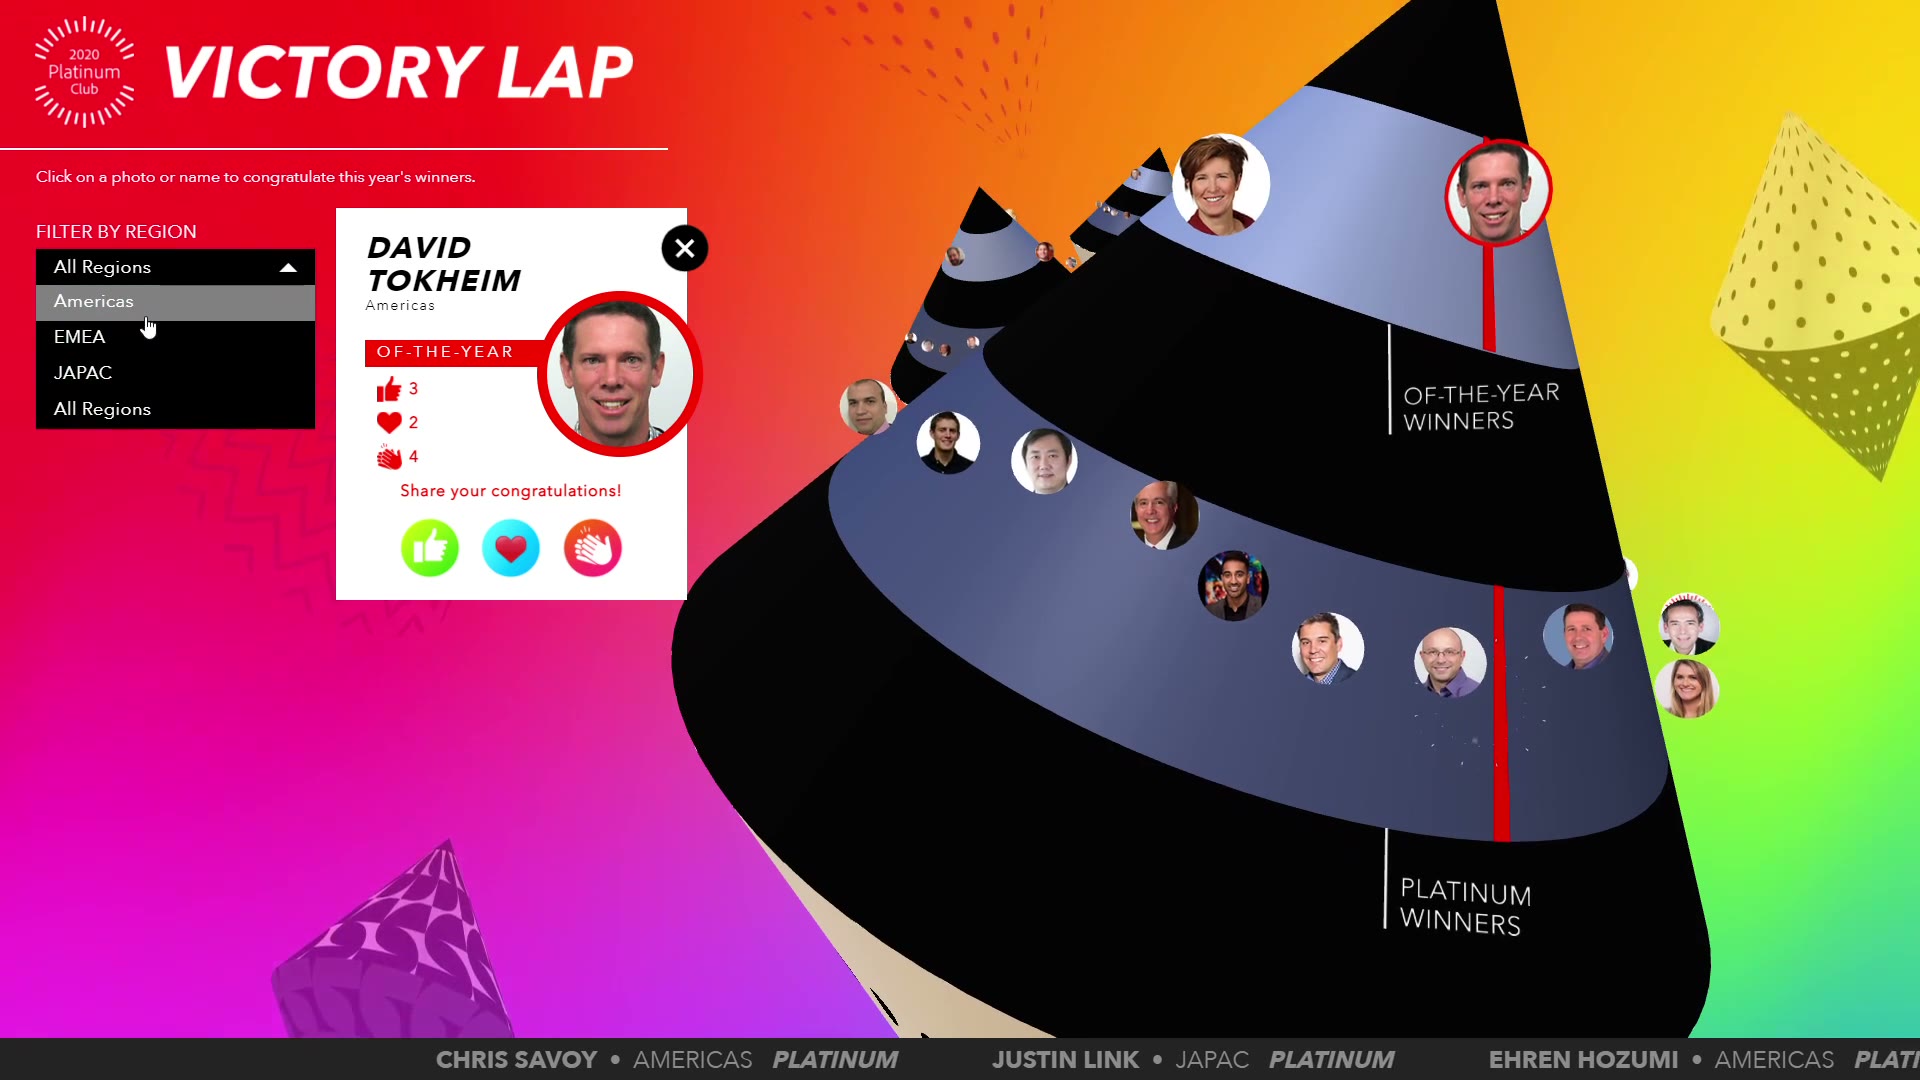 2020
Platinum
Club
VICTORY LAP
Click on a photo or name to congratulate this year's winners.
FILTER BY REGION
All Regions
Americas
EMEA
JAPAC
All Regions
DAVID
TOKHEIM
Americas
OF-THE-YEAR
3
2
4
Share your congratulations!
OF-THE-YEAR
WINNERS
PLATINUM
WINNERS
CHRIS SAVOY • AMERICAS PLATINUM JUSTIN LINK • JAPAC PLATINUM EHREN HOZUMI • AMERICAS PLATI